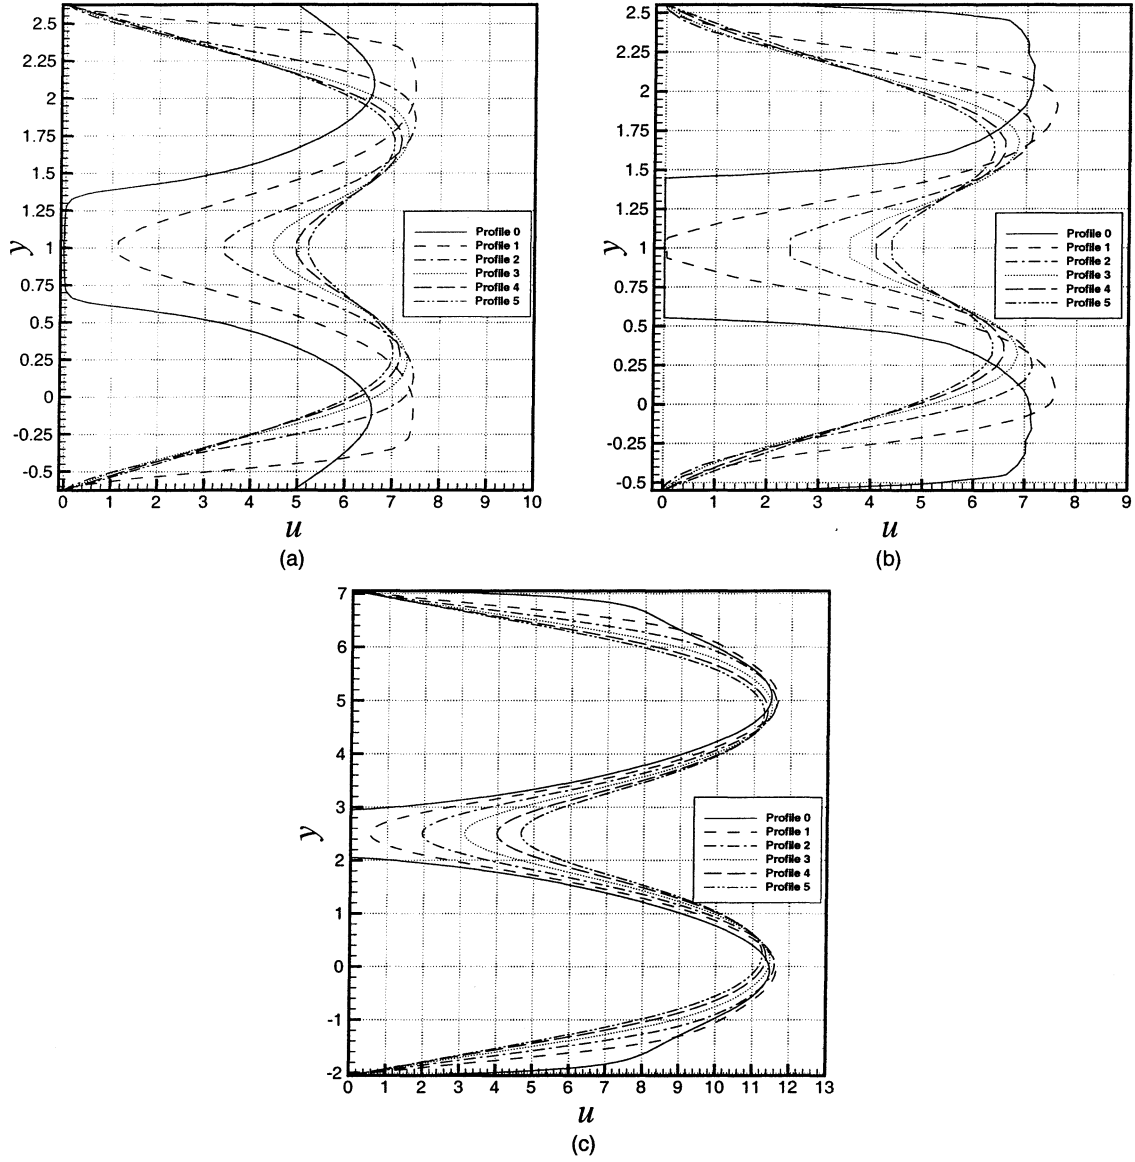 2.5
2.25
2
1.75
1.5
1.25
1
0.75
0.5
0.25
0
-0.25
-0.5
y
0 1 2 3 4 5 6 7 8 9 10
u
(a)
Profile 0
Profile 1
Profile 2
Profile 3
Profile 4
Profile 5
2.5
2.25
2
1.75
1.5
1.25
1
0.75
0.5
0.25
0
-0.25
-0.5
y
0 1 2 3 4 5 6 7 8 9
u
(b)
Profile 0
Profile 1
Profile 2
Profile 3
Profile 4
Profile 5
7
6
5
4
3
2
1
0
-1
-2
y
0 1 2 3 4 5 6 7 8 9 10 11 12 13
u
(c)
Profile 0
Profile 1
Profile 2
Profile 3
Profile 4
Profile 5